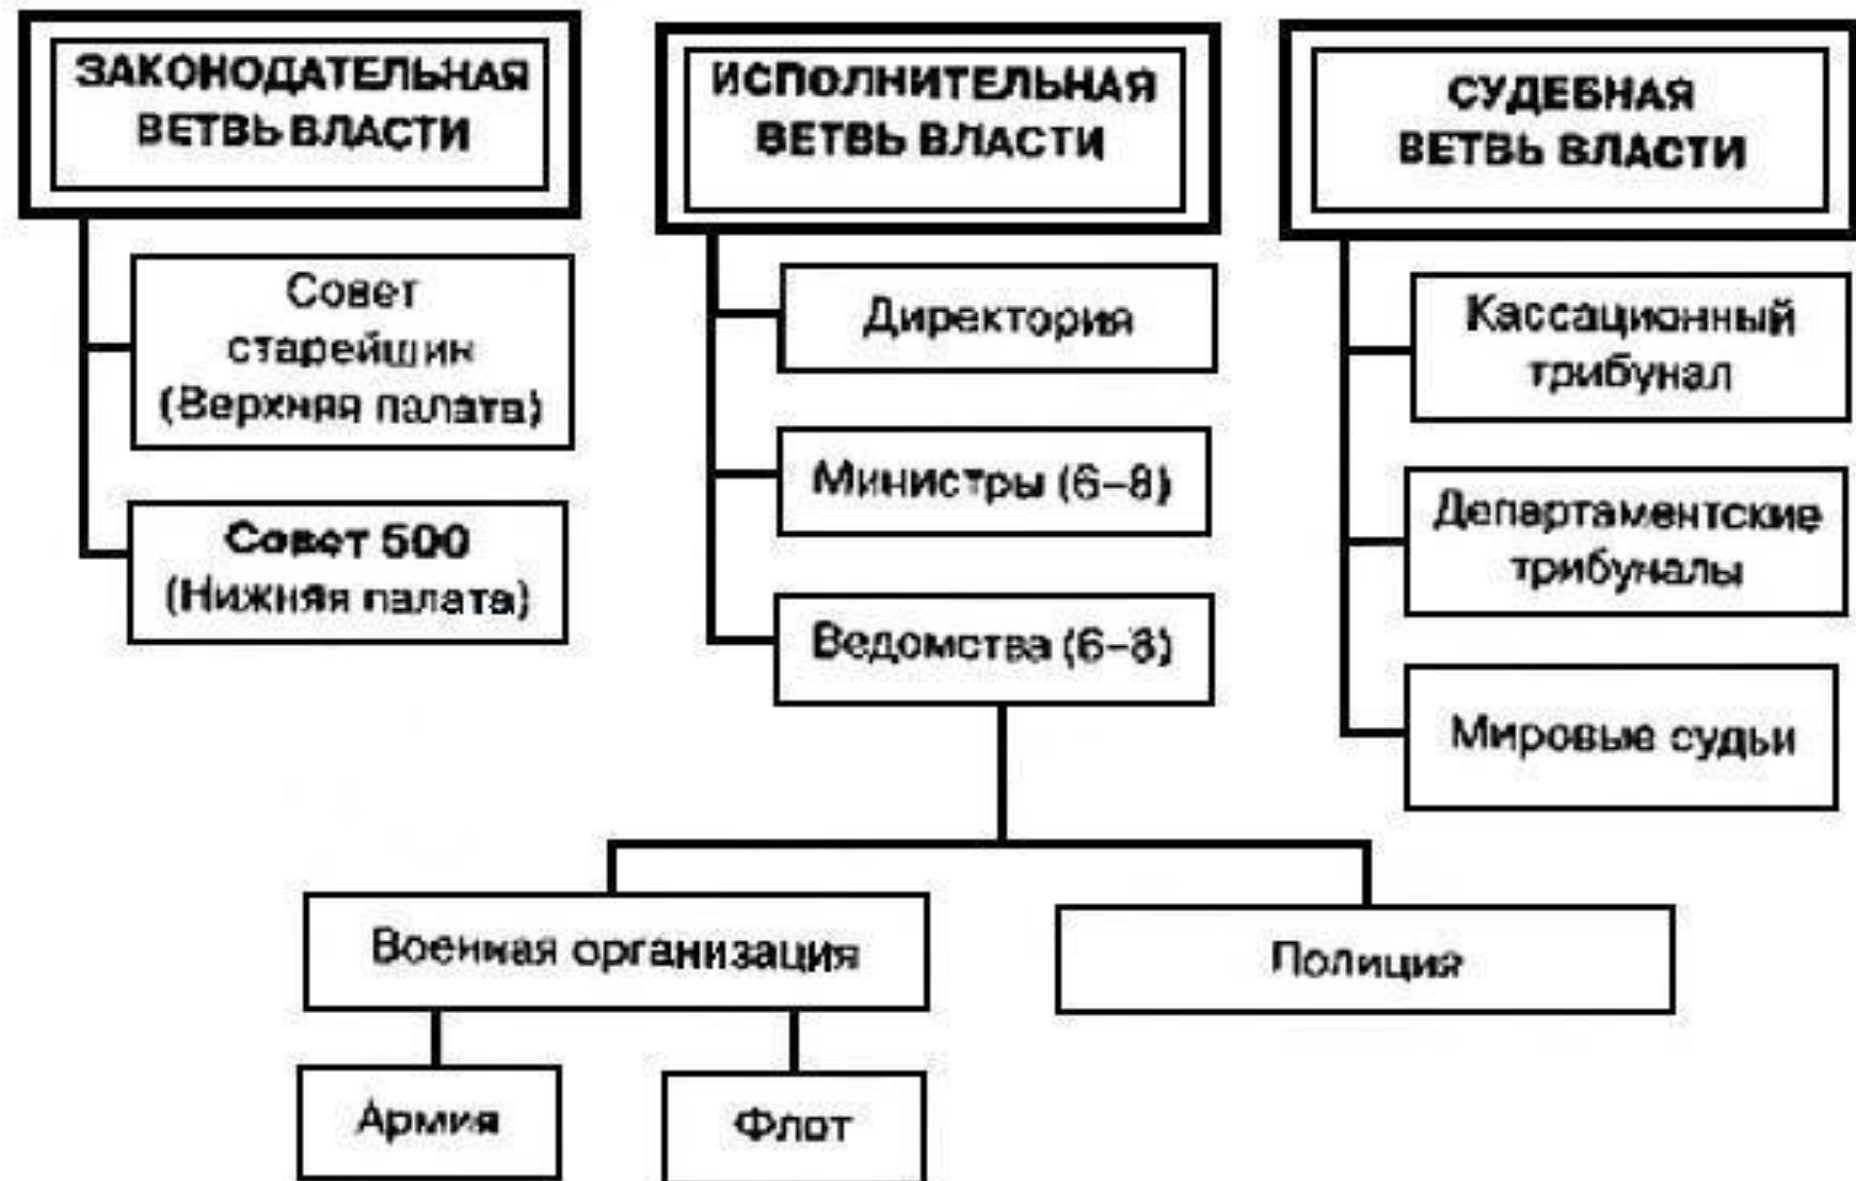 ЗАКОНОДАТЕЛЬНАЯ
ВЕТВЬ ВЛАСТИ
Совет
старейшин
(Верхняя палата)
Совет 500
(Нижняя палата)
ИСПОЛНИТЕЛЬНАЯ
ВЕТВЬ ВЛАСТИ
Директория
Министры (6–8)
Ведомства (6–8)
СУДЕБНАЯ
ВЕТВЬ ВЛАСТИ
Кассационный
трибунал
Департаментские
трибуналы
Мировые судьи
Военная организация
Полиция
Армия
Флот